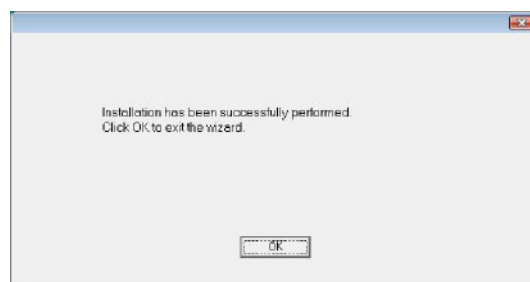 Installation has been successfully performed.
Click OK to exit the wizard.
OK